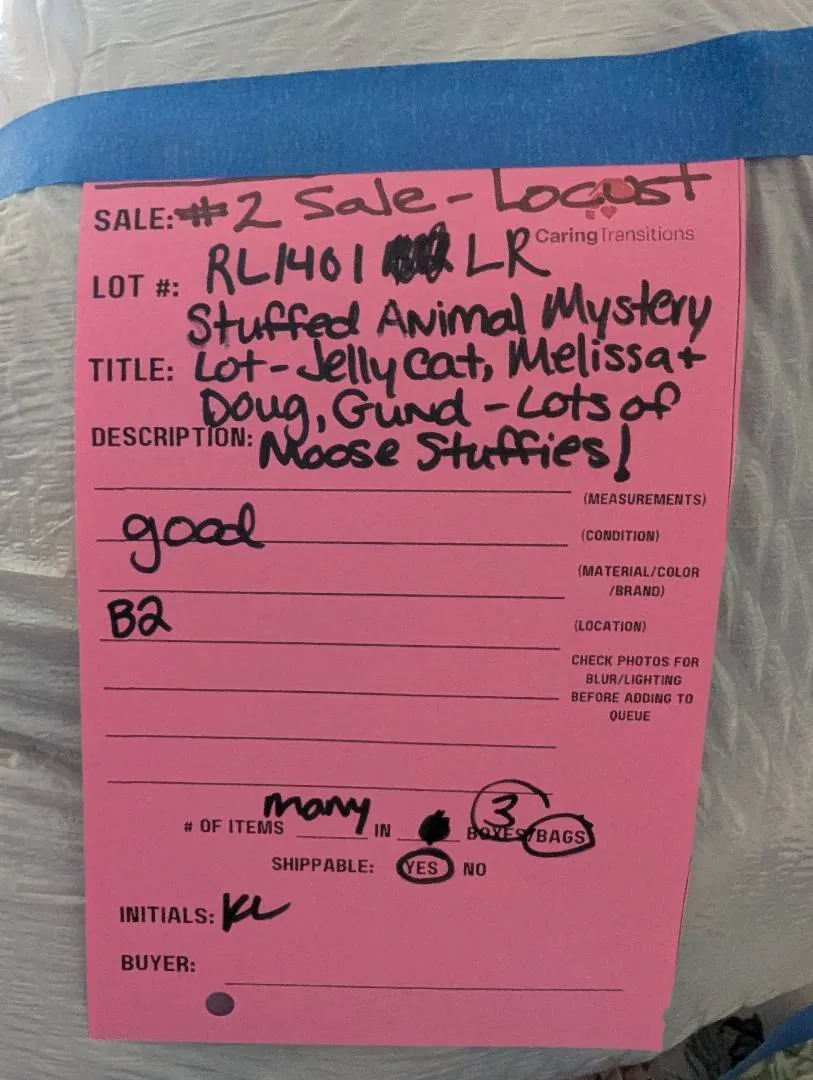 SALE: #2 Sale - Locust
CaringTransitions
LOT #: RL1401 LR
Stuffed Animal Mystery
TITLE: Lot - Jelly Cat, Melissa +
Doug, Gund - Lots of
DESCRIPTION: Moose Stuffies!
(MEASUREMENTS)
good (CONDITION)
(MATERIAL/COLOR
/BRAND)
B2 (LOCATION)
CHECK PHOTOS FOR
BLUR/LIGHTING
BEFORE ADDING TO
QUEUE
# OF ITEMS many IN 3 BOXES/BAGS
SHIPPABLE: YES NO
INITIALS: KL
BUYER: